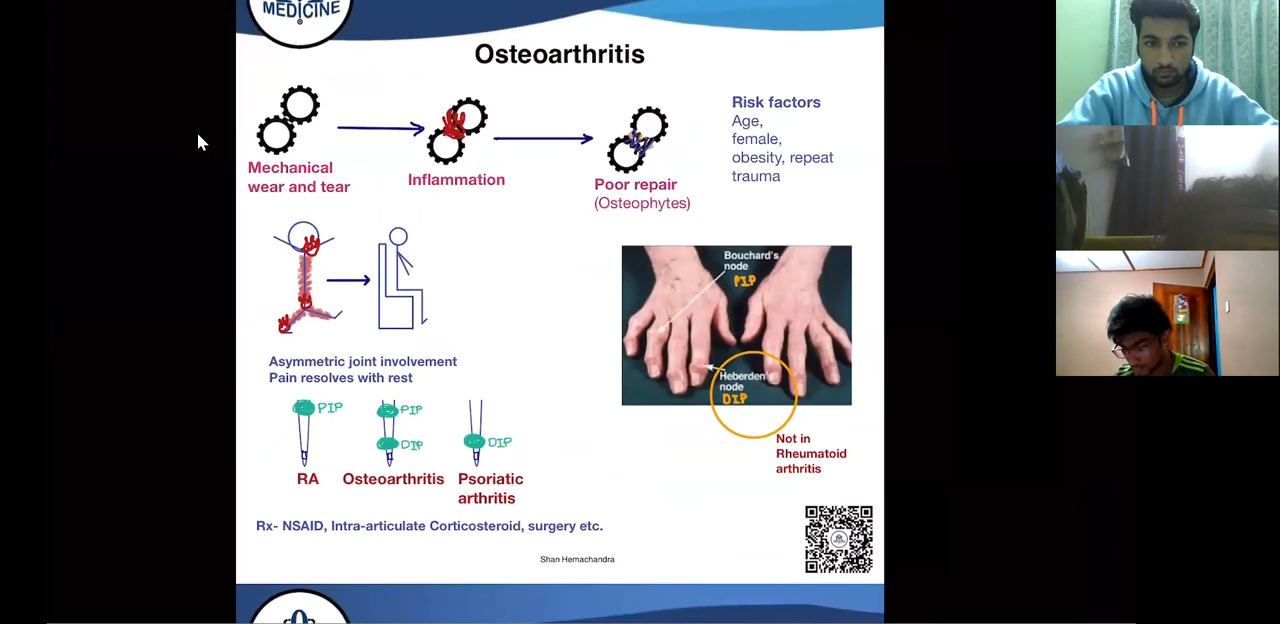 MEDICINE
Osteoarthritis
Mechanical
wear and tear
Inflammation
Poor repair
(Osteophytes)
Risk factors
Age,
female,
obesity, repeat
trauma
Asymmetric joint involvement
Pain resolves with rest
Bouchard's
node
PIP
Heberden's
node
DIP
Not in
Rheumatoid
arthritis
PIP
PIP
DIP
DIP
RA
Osteoarthritis
Psoriatic
arthritis
Rx- NSAID, Intra-articulate Corticosteroid, surgery etc.
Shan Hemachandra